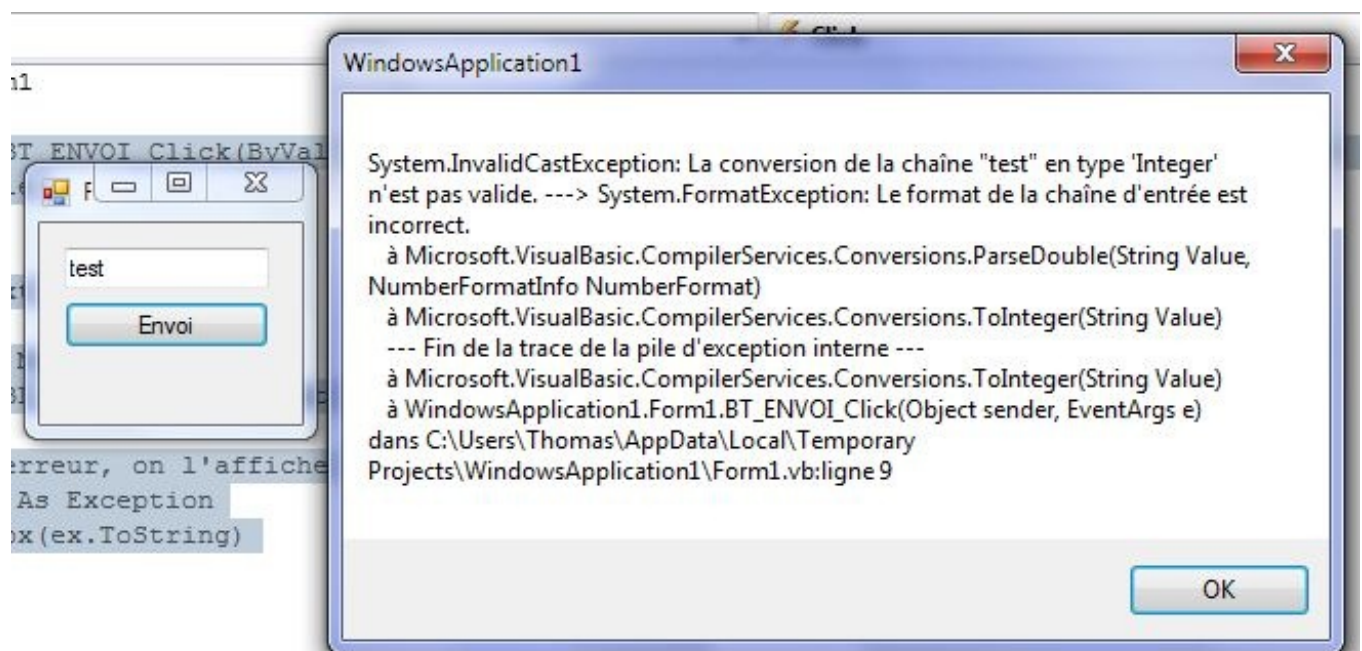 Click
WindowsApplication1
BT_ENVOI_Click(ByVal
test
Envoi
System.InvalidCastException: La conversion de la chaîne "test" en type 'Integer'
n'est pas valide. ---> System.FormatException: Le format de la chaîne d'entrée est
incorrect.
à Microsoft.VisualBasic.CompilerServices.Conversions.ParseDouble(String Value,
NumberFormatInfo NumberFormat)
à Microsoft.VisualBasic.CompilerServices.Conversions.ToInteger(String Value)
--- Fin de la trace de la pile d'exception interne ---
à Microsoft.VisualBasic.CompilerServices.Conversions.ToInteger(String Value)
à WindowsApplication1.Form1.BT_ENVOI_Click(Object sender, EventArgs e)
dans C:\Users\Thomas\AppData\Local\Temporary
Projects\WindowsApplication1\Form1.vb:ligne 9
erreur, on l'affiche
As Exception
ox(ex.ToString)
OK